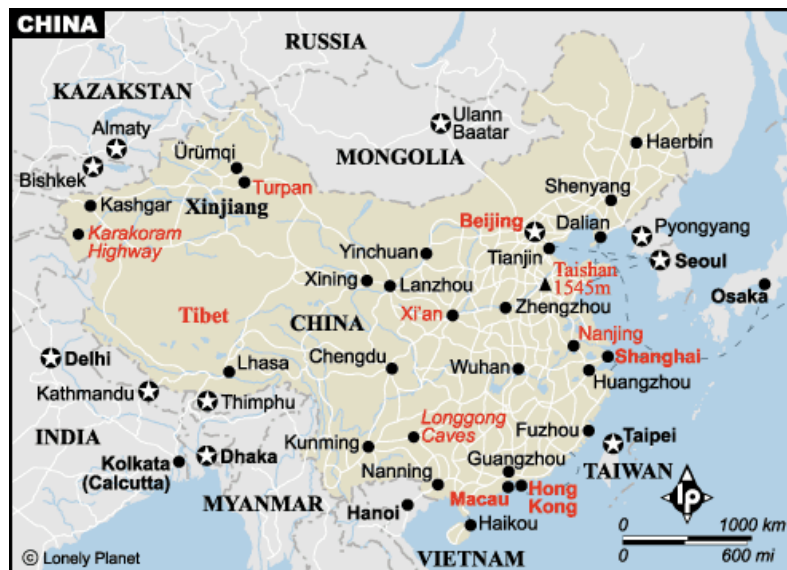 CHINA
RUSSIA
KAZAKSTAN
Almaty
Ulann
Baatar
Bishkek
Ürümqi
MONGOLIA
Haerbin
Turpan
Shenyang
Kashgar
Xinjiang
Beijing
Dalian
Pyongyang
Karakoram
Highway
Yinchuan
Tianjin
Seoul
Taishan
1545m
Xining
Lanzhou
Osaka
Tibet
CHINA
Xi'an
Zhengzhou
Nanjing
Shanghai
Delhi
Lhasa
Chengdu
Wuhan
Huangzhou
Kathmandu
Thimphu
Longgong
Caves
INDIA
Kunming
Fuzhou
Taipei
Dhaka
Guangzhou
TAIWAN
Kolkata
(Calcutta)
Nanning
MYANMAR
Macau
Hong
Kong
lp
Hanoi
Haikou
0 1000 km
0 600 mi
© Lonely Planet
VIETNAM